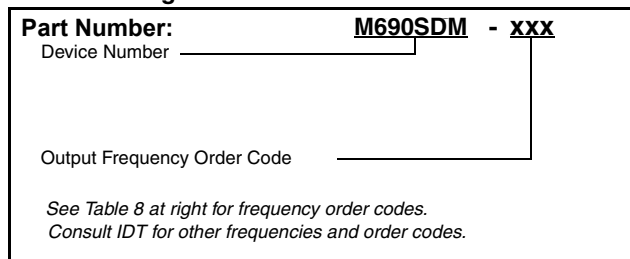 Part Number: M690SDM - xxx
Device Number
Output Frequency Order Code
See Table 8 at right for frequency order codes.
Consult IDT for other frequencies and order codes.